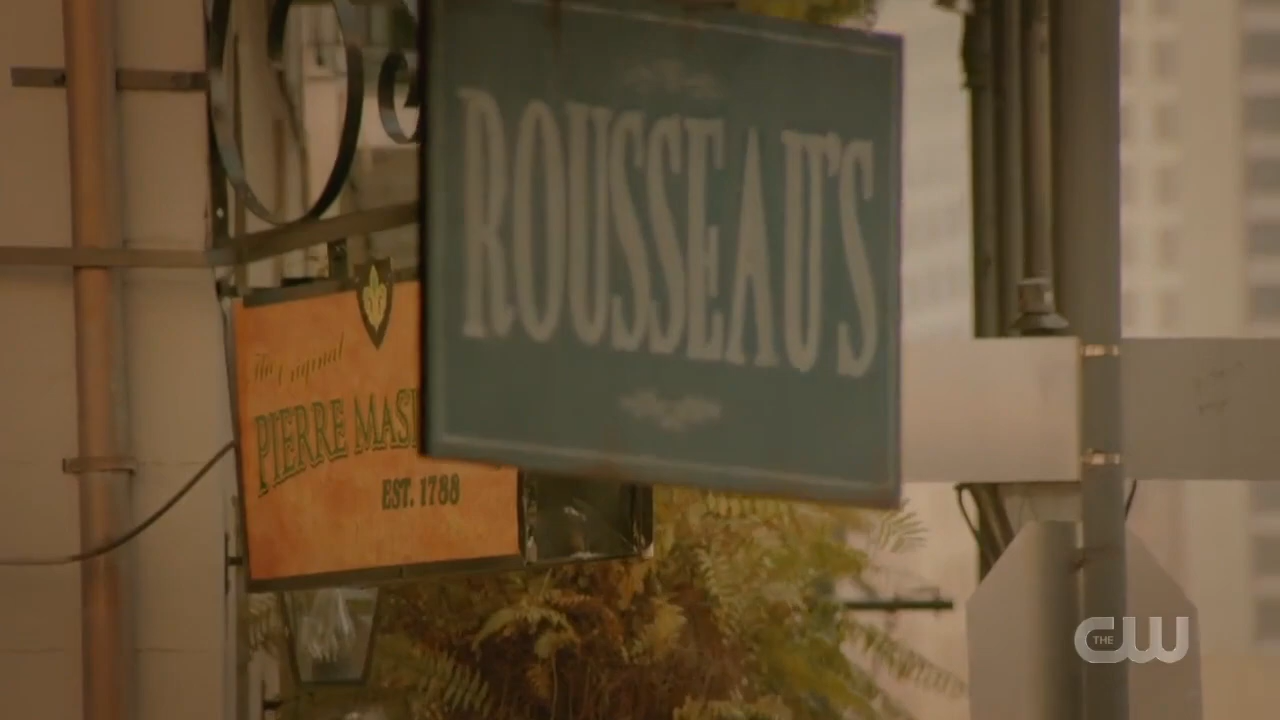 ROUSSEAU'S
The Original
PIERRE MAS
EST. 1788
THE CW